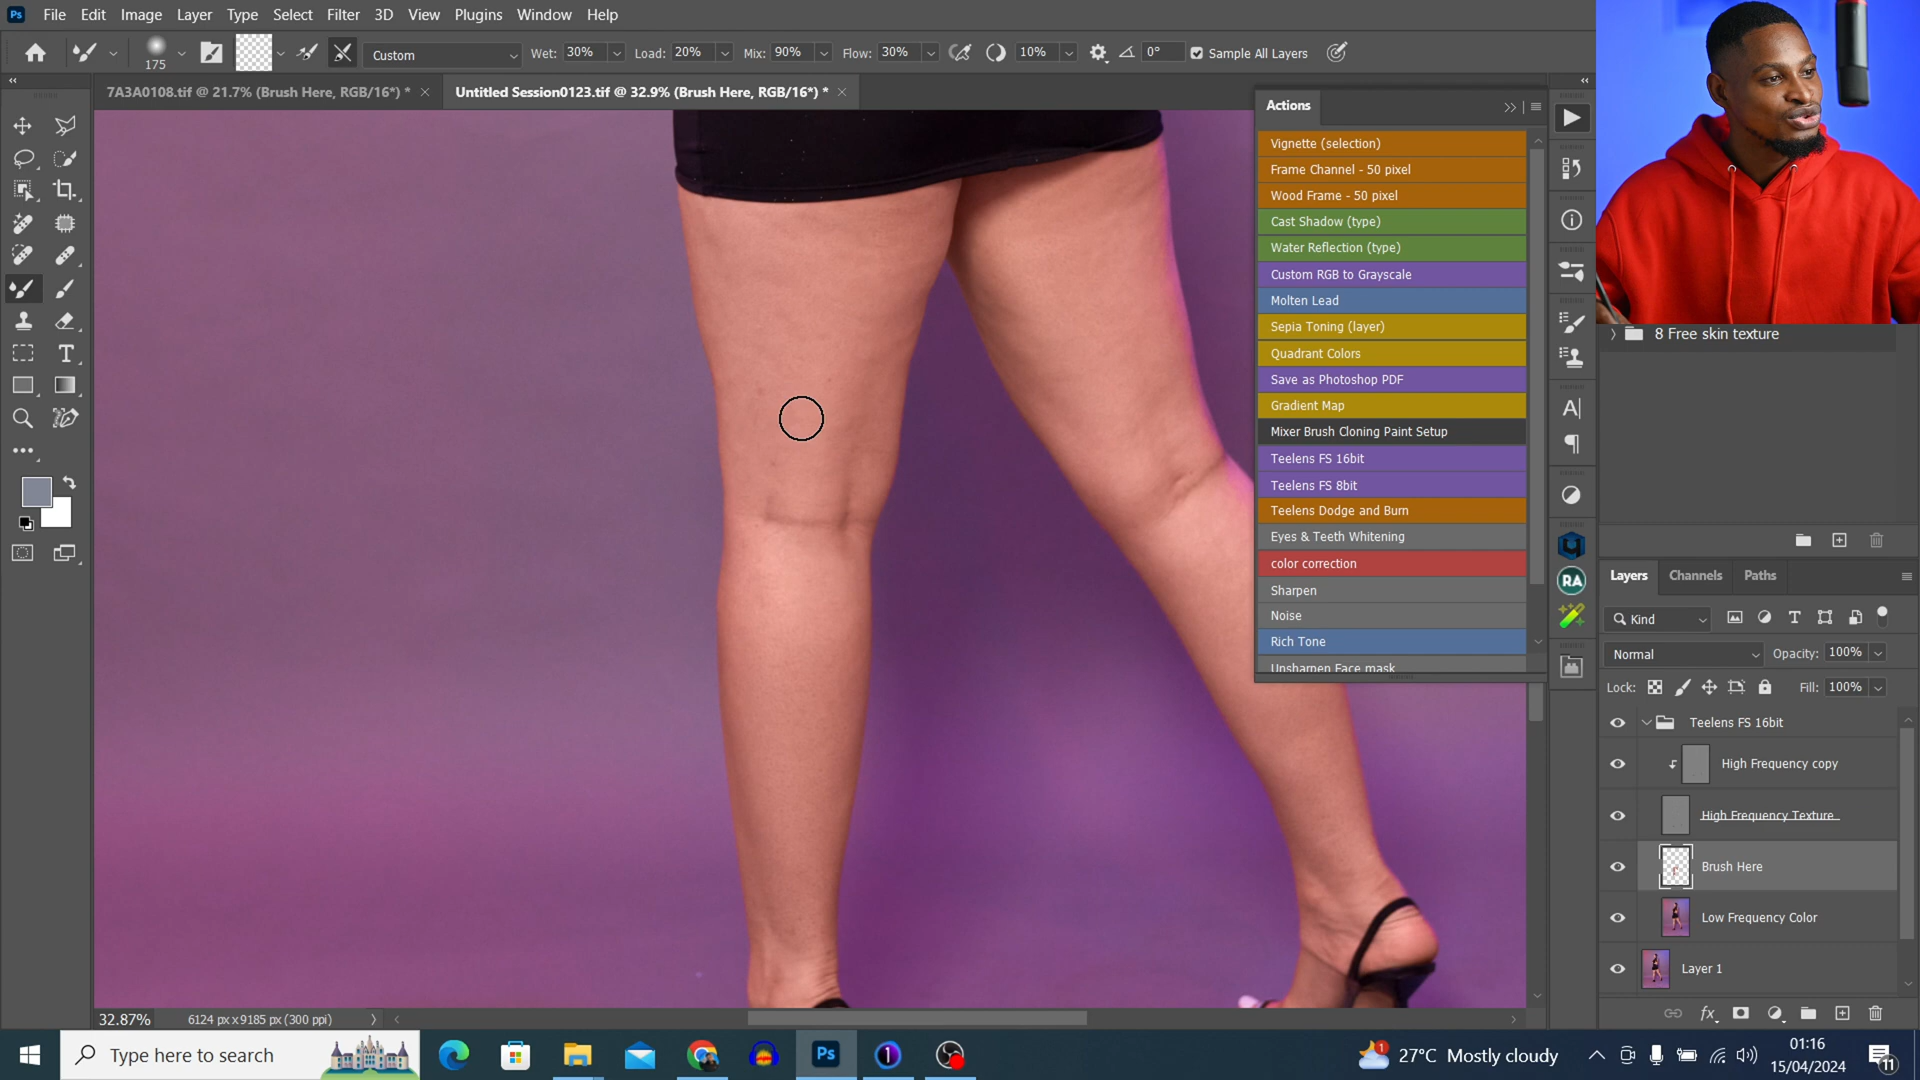 Ps File Edit Image Layer Type Select Filter 3D View Plugins Window Help
175 Custom Wet: 30% Load: 20% Mix: 90% Flow: 30% 10% 0° Sample All Layers
7A3A0108.tif @ 21.7% (Brush Here, RGB/16*) *
Untitled Session0123.tif @ 32.9% (Brush Here, RGB/16*) *
Actions
Vignette (selection)
Frame Channel - 50 pixel
Wood Frame - 50 pixel
Cast Shadow (type)
Water Reflection (type)
Custom RGB to Grayscale
Molten Lead
Sepia Toning (layer)
Quadrant Colors
Save as Photoshop PDF
Gradient Map
Mixer Brush Cloning Paint Setup
Teelens FS 16bit
Teelens FS 8bit
Teelens Dodge and Burn
Eyes & Teeth Whitening
color correction
Sharpen
Noise
Rich Tone
Unsharpen Face mask
RA
8 Free skin texture
Layers Channels Paths
Kind
Normal Opacity: 100%
Lock: Fill: 100%
Teelens FS 16bit
High Frequency copy
High Frequency Texture
Brush Here
Low Frequency Color
Layer 1
fx
32.87% 6124 px x 9185 px (300 ppi)
Type here to search
Ps
1
27°C Mostly cloudy
01:16
15/04/2024
11